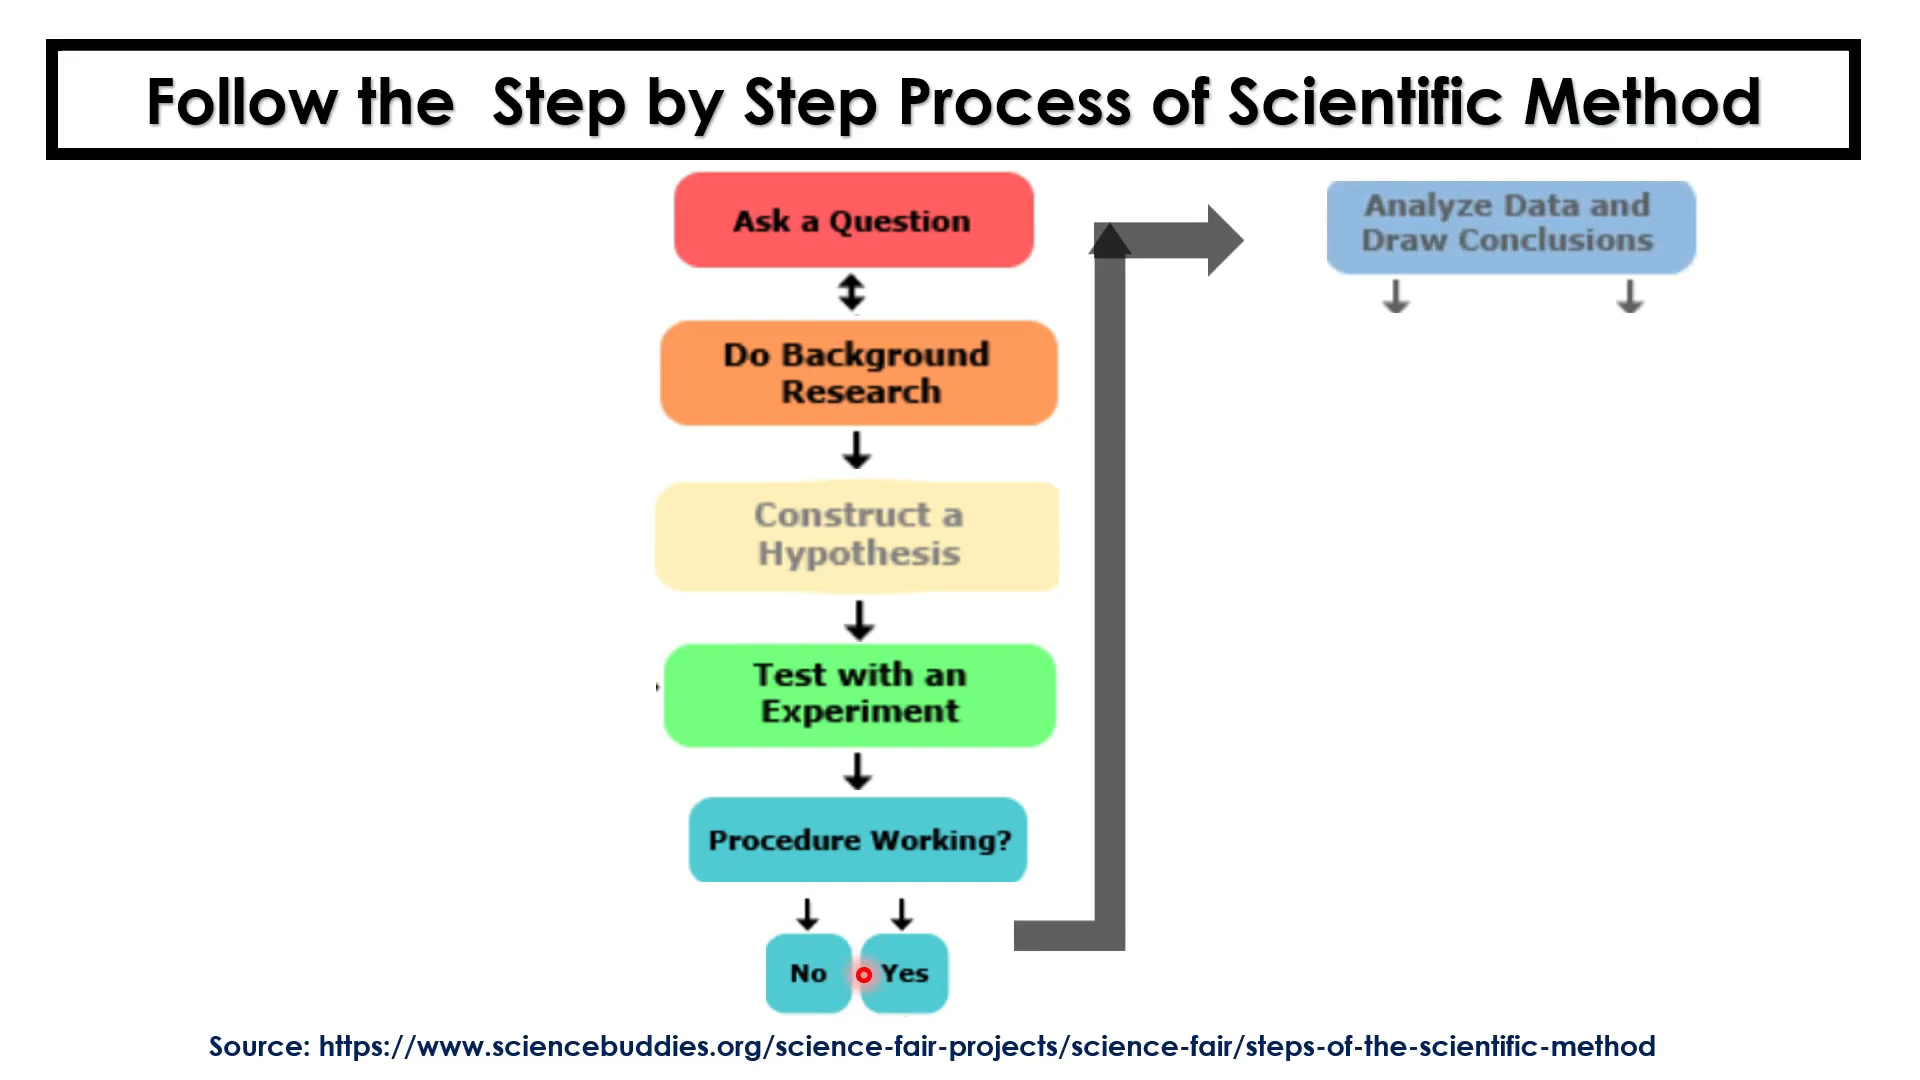 Follow the  Step by Step Process of Scientific Method
Ask a Question
Do Background
Research
Construct a
Hypothesis
Test with an
Experiment
Procedure Working?
No
Yes
Analyze Data and
Draw Conclusions
Source: https://www.sciencebuddies.org/science-fair-projects/science-fair/steps-of-the-scientific-method